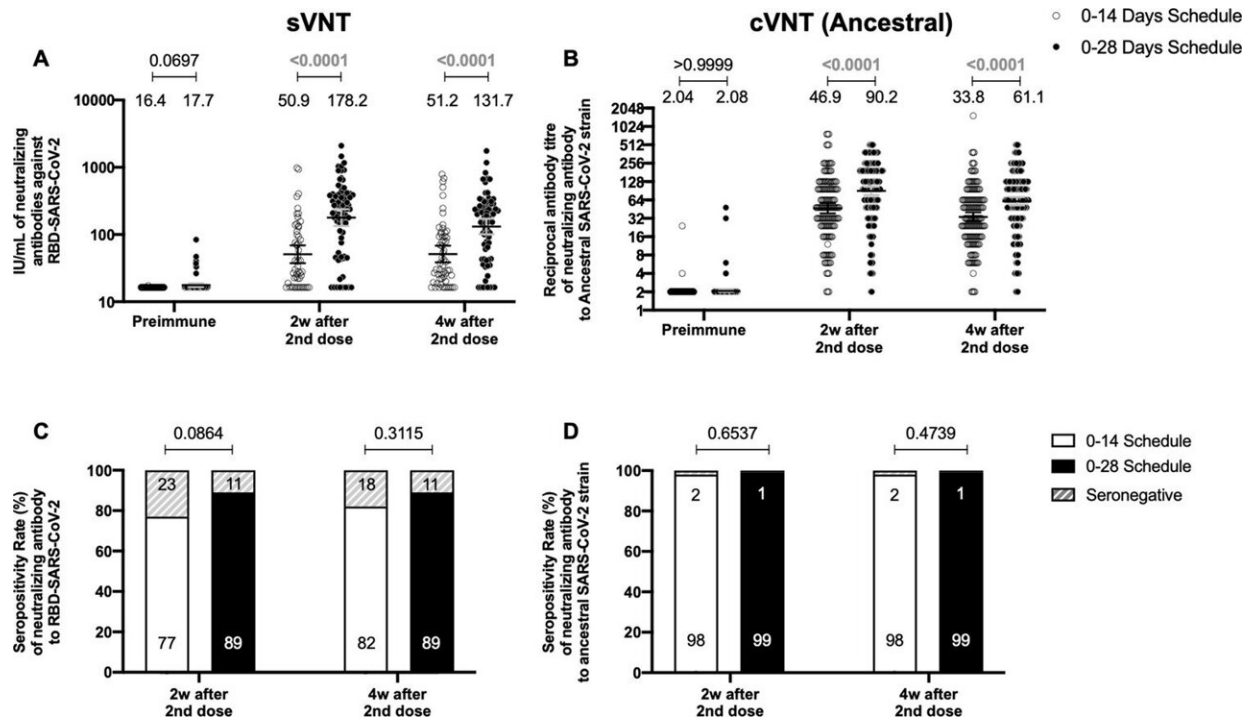 sVNT
cVNT (Ancestral)
0-14 Days Schedule
0-28 Days Schedule
A
0.0697
<0.0001
<0.0001
16.4 17.7 50.9 178.2 51.2 131.7
IU/mL of neutralizing
antibodies against
RBD-SARS-CoV-2
10000
1000
100
10
Preimmune
2w after
2nd dose
4w after
2nd dose
B
>0.9999
<0.0001
<0.0001
2.04 2.08 46.9 90.2 33.8 61.1
Reciprocal antibody titre
of neutralizing antibody
to Ancestral SARS-CoV-2 strain
2048
1024
512
256
128
64
32
16
8
4
2
1
Preimmune
2w after
2nd dose
4w after
2nd dose
C
0.0864
0.3115
Seropositivity Rate (%)
of neutralizing antibody
to RBD-SARS-CoV-2
100
80
60
40
20
0
23 11 18 11
77 89 82 89
2w after
2nd dose
4w after
2nd dose
D
0.6537
0.4739
Seropositivity Rate (%)
of neutralizing antibody
to ancestral SARS-CoV-2 strain
100
80
60
40
20
0
2 1 2 1
98 99 98 99
2w after
2nd dose
4w after
2nd dose
0-14 Schedule
0-28 Schedule
Seronegative